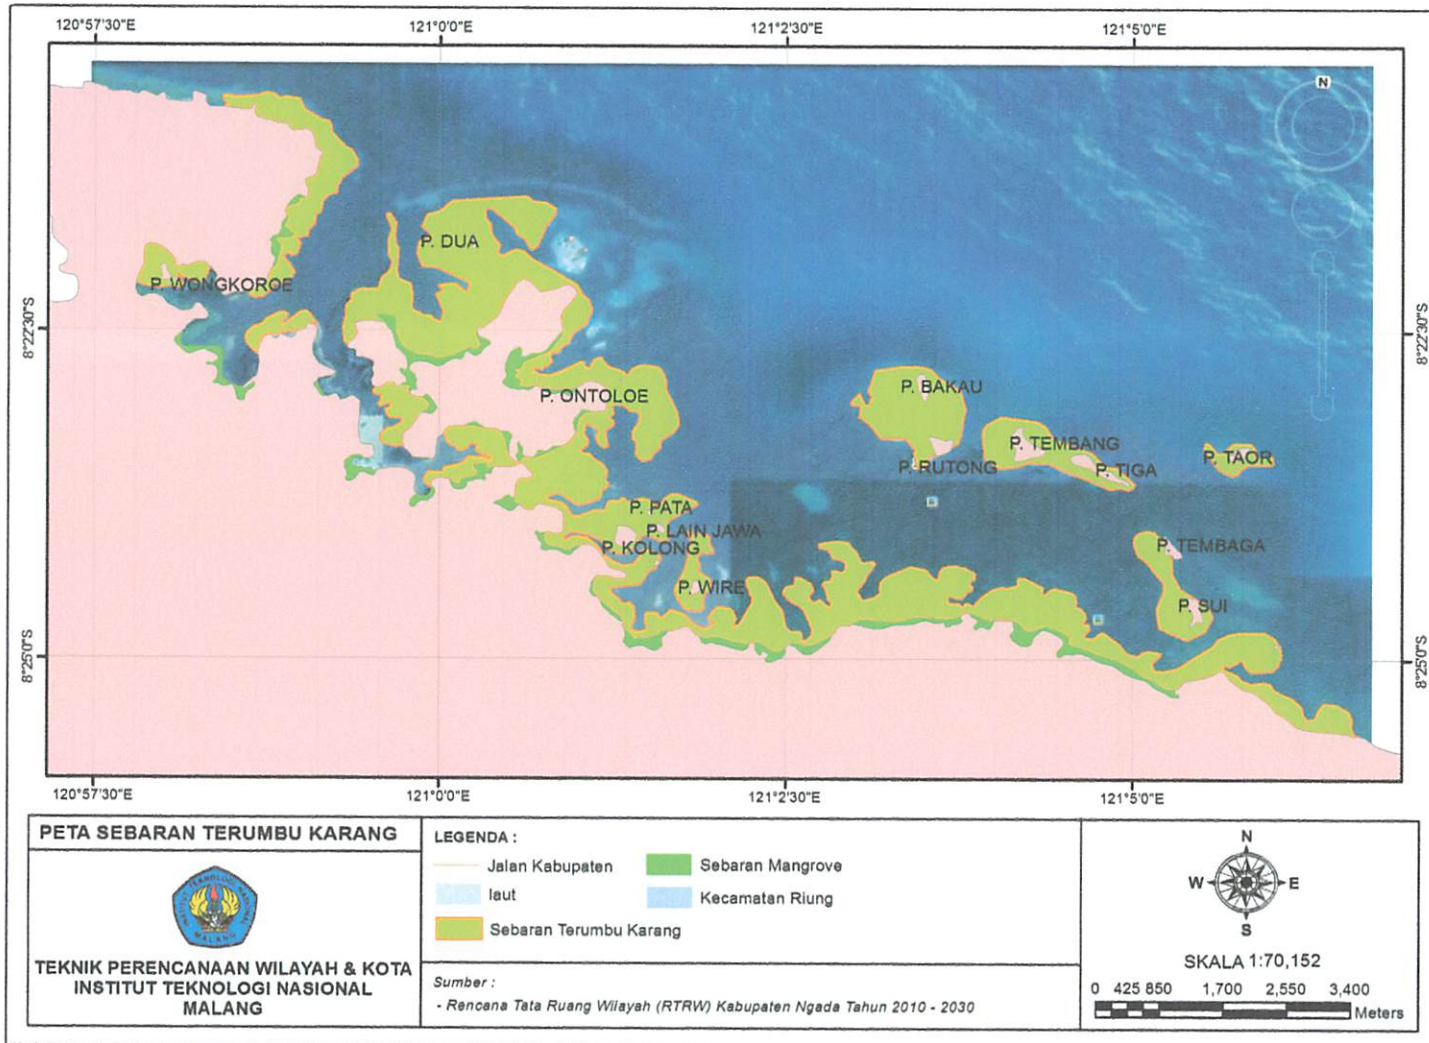 120°57'30"E 121°0'0"E 121°2'30"E 121°5'0"E
N
P. DUA
P. WONGKOROE
8°22'30"S 8°22'30"S
P. BAKAU
P. ONTOLOE
P. TEMBANG
P. TAOR
P. RUTONG
P. TIGA
P. PATA
P. LAIN JAWA
P. KOLONG
P. TEMBAGA
P. WIRE
P. SUI
8°25'0"S 8°25'0"S
120°57'30"E 121°0'0"E 121°2'30"E 121°5'0"E
PETA SEBARAN TERUMBU KARANG
INSTITUT TEKNOLOGI NASIONAL
MALANG
TEKNIK PERENCANAAN WILAYAH & KOTA
INSTITUT TEKNOLOGI NASIONAL
MALANG
LEGENDA :
Jalan Kabupaten
Sebaran Mangrove
laut
Kecamatan Riung
Sebaran Terumbu Karang
Sumber :
- Rencana Tata Ruang Wilayah (RTRW) Kabupaten Ngada Tahun 2010 - 2030
N
W E
S
SKALA 1:70,152
0 425 850 1,700 2,550 3,400
Meters